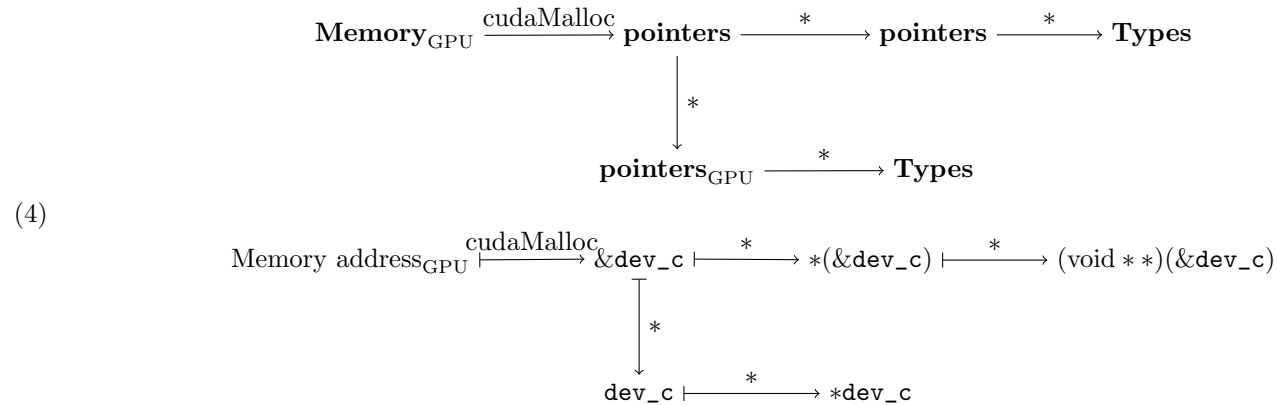 cudaMalloc * *
Memory_GPU pointers pointers Types
*
*
pointers_GPU Types
(4)
cudaMalloc * *
Memory address_GPU &dev_c *(&dev_c) (void * *)(&dev_c)
*
*
dev_c *dev_c